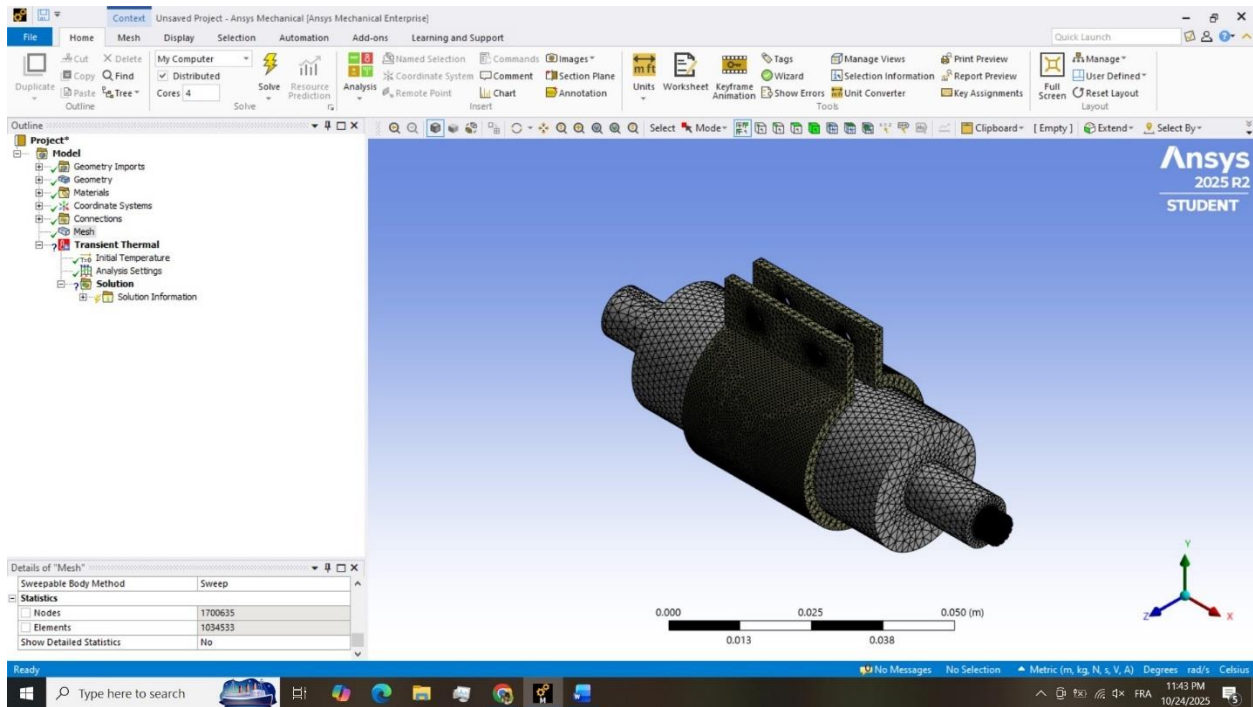 Context Unsaved Project - Ansys Mechanical [Ansys Mechanical Enterprise]
File Home Mesh Display Selection Automation Add-ons Learning and Support Quick Launch
Duplicate
Cut
Copy
Paste
Delete
Find
Tree
Outline
My Computer
Distributed
Cores 4
Solve
Resource Prediction
Solve
Analysis
Named Selection
Coordinate System
Remote Point
Commands
Comment
Chart
Images
Section Plane
Annotation
Insert
Units
Worksheet
Keyframe Animation
Tags
Wizard
Show Errors
Manage Views
Selection Information
Unit Converter
Print Preview
Report Preview
Key Assignments
Tools
Full Screen
Manage
User Defined
Reset Layout
Layout
Outline
Select Mode Clipboard [Empty] Extend Select By
Project*
Model
Geometry Imports
Geometry
Materials
Coordinate Systems
Connections
Mesh
Transient Thermal
Initial Temperature
Analysis Settings
Solution
Solution Information
Ansys
2025 R2
STUDENT
Details of "Mesh"
Sweepable Body Method Sweep
Statistics
Nodes 1700635
Elements 1034533
Show Detailed Statistics No
0.000 0.025 0.050 (m)
0.013 0.038
Y
Z X
Ready No Messages No Selection Metric (m, kg, N, s, V, A) Degrees rad/s Celsius
Type here to search
FRA
11:43 PM
10/24/2025